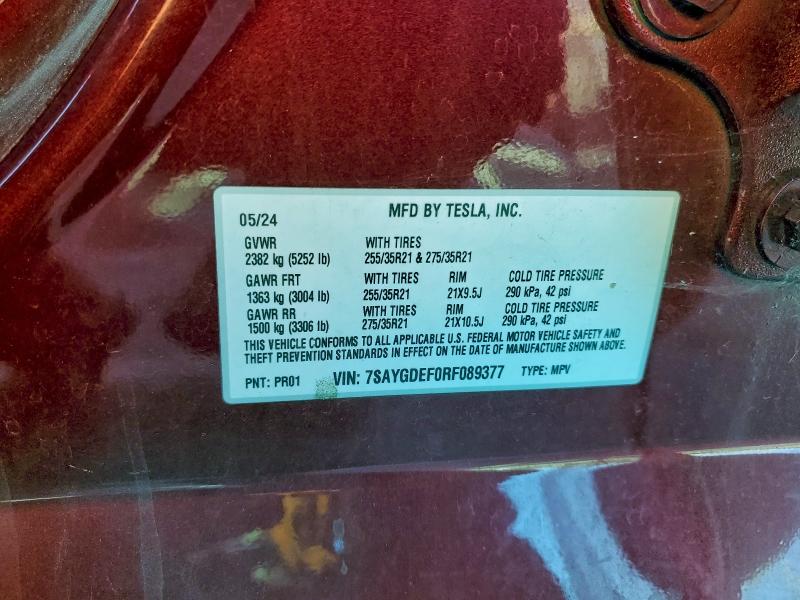 05/24 MFD BY TESLA, INC.
GVWR WITH TIRES
2382 kg (5252 lb) 255/35R21 & 275/35R21
GAWR FRT WITH TIRES RIM COLD TIRE PRESSURE
1363 kg (3004 lb) 255/35R21 21X9.5J 290 kPa, 42 psi
GAWR RR WITH TIRES RIM COLD TIRE PRESSURE
1500 kg (3306 lb) 275/35R21 21X10.5J 290 kPa, 42 psi
THIS VEHICLE CONFORMS TO ALL APPLICABLE U.S. FEDERAL MOTOR VEHICLE SAFETY AND
THEFT PREVENTION STANDARDS IN EFFECT ON THE DATE OF MANUFACTURE SHOWN ABOVE.
PNT: PR01 VIN: 7SAYGDEF0RF089377 TYPE: MPV